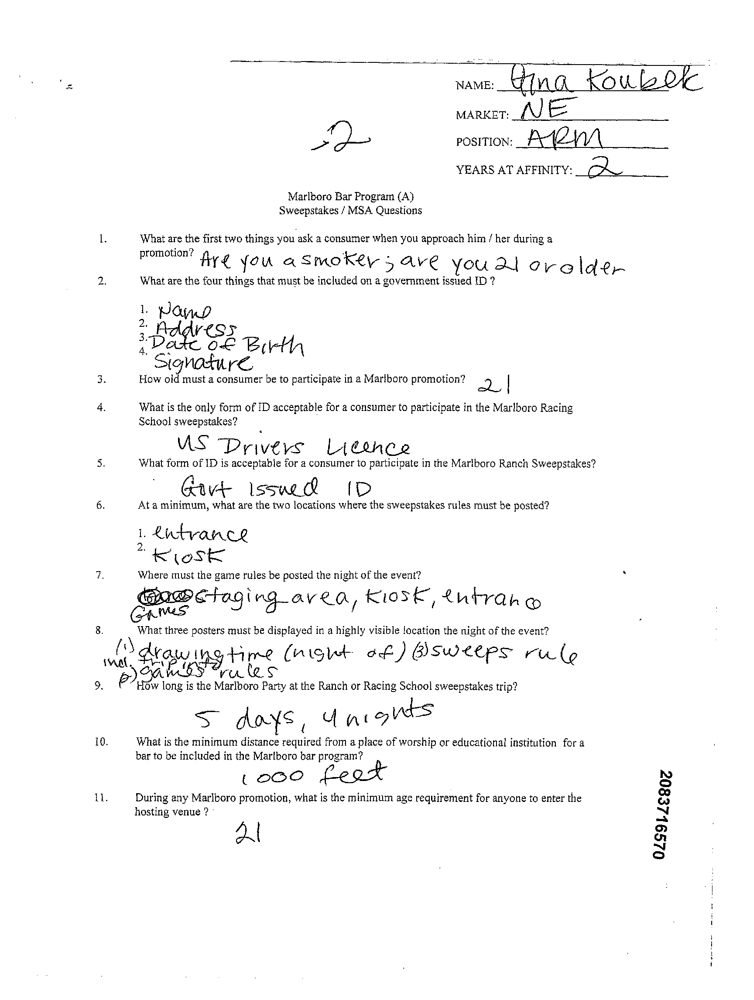 NAME: Gina Koubek
MARKET: NE
-2
POSITION: ARM
YEARS AT AFFINITY: 2
Marlboro Bar Program (A)
Sweepstakes / MSA Questions
1. What are the first two things you ask a consumer when you approach him / her during a
promotion? Are you a smoker; are you 21 or older
2. What are the four things that must be included on a government issued ID ?
1. Name
2. Address
3. Date of Birth
4. Signature
3. How old must a consumer be to participate in a Marlboro promotion? 21
4. What is the only form of ID acceptable for a consumer to participate in the Marlboro Racing
School sweepstakes?
US Drivers Licence
5. What form of ID is acceptable for a consumer to participate in the Marlboro Ranch Sweepstakes?
Govt issued ID
6. At a minimum, what are the two locations where the sweepstakes rules must be posted?
1. entrance
2. Kiosk
7. Where must the game rules be posted the night of the event?
staging area, Kiosk, entrance
Games
8. What three posters must be displayed in a highly visible location the night of the event?
(1) drawing time (night of) (3) sweeps rule
incl. trip
2) games rules
9. How long is the Marlboro Party at the Ranch or Racing School sweepstakes trip?
5 days, 4 nights
10. What is the minimum distance required from a place of worship or educational institution for a
bar to be included in the Marlboro bar program?
1000 feet
11. During any Marlboro promotion, what is the minimum age requirement for anyone to enter the
hosting venue ?
21
2083716570